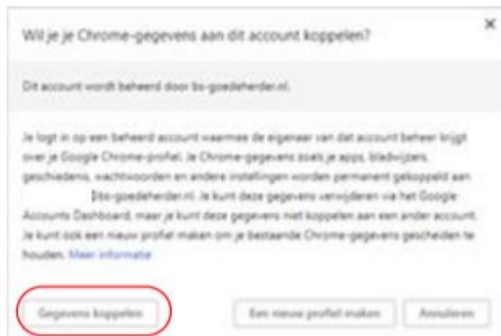 Wil je je Chrome-gegevens aan dit account koppelen?
Dit account wordt beheerd door bs-goedeherder.nl.
Je logt in op een beheerd account waarmee de eigenaar van dat account beheer krijgt
over je Google Chrome-profiel. Je Chrome-gegevens zoals je apps, bladwijzers,
geschiedenis, wachtwoorden en andere instellingen worden permanent gekoppeld aan
@bs-goedeherder.nl. Je kunt deze gegevens verwijderen via het Google
Accounts Dashboard, maar je kunt deze gegevens niet koppelen aan een ander account.
Je kunt ook een nieuw profiel maken om je bestaande Chrome-gegevens gescheiden te
houden. Meer informatie
Gegevens koppelen Een nieuw profiel maken Annuleren